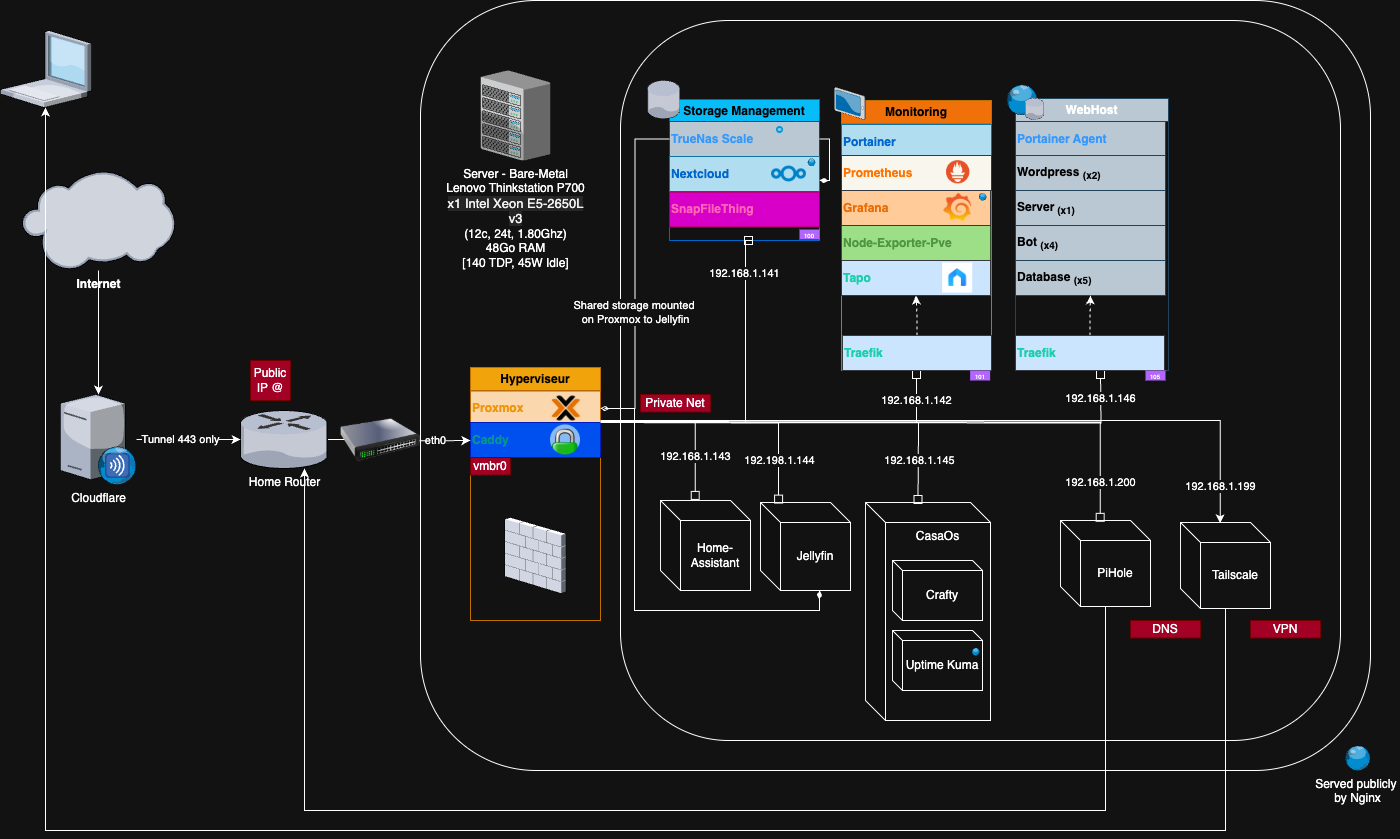 Internet
Cloudflare
Tunnel 443 only
Public
IP @
Home Router
eth0
Server - Bare-Metal
Lenovo Thinkstation P700
x1 Intel Xeon E5-2650L
v3
(12c, 24t, 1.80Ghz)
48Go RAM
[140 TDP, 45W Idle]
Hyperviseur
Proxmox
Caddy
vmbr0
Shared storage mounted
on Proxmox to Jellyfin
Private Net
Storage Management
TrueNas Scale
Nextcloud
SnapFileThing
100
192.168.1.141
Monitoring
Portainer
Prometheus
Grafana
Node-Exporter-Pve
Tapo
Traefik
101
192.168.1.142
WebHost
Portainer Agent
Wordpress (x2)
Server (x1)
Bot (x4)
Database (x5)
Traefik
105
192.168.1.146
192.168.1.143
Home-
Assistant
192.198.1.144
Jellyfin
192.168.1.145
CasaOs
Crafty
Uptime Kuma
192.168.1.200
PiHole
DNS
192.168.1.199
Tailscale
VPN
Served publicly
by Nginx